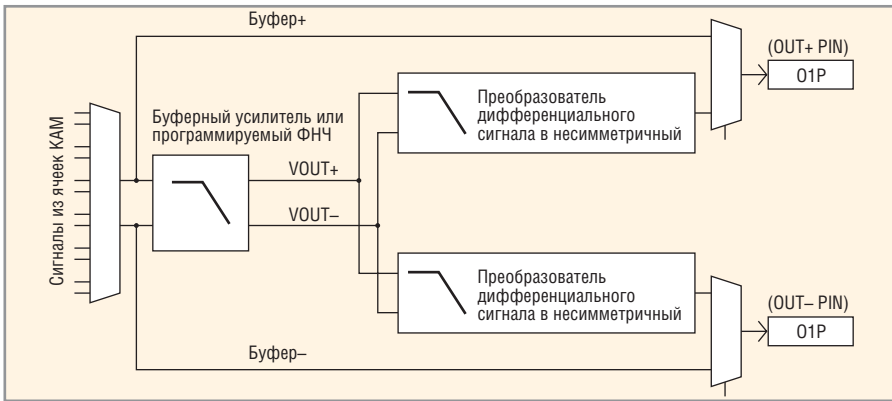 Буфер+
(OUT+ PIN)
O1P
Преобразователь
дифференциального
сигнала в несимметричный
Буферный усилитель или
программируемый ФНЧ
Сигналы из ячеек КАМ
VOUT+
VOUT–
Преобразователь
дифференциального
сигнала в несимметричный
(OUT– PIN)
O1P
Буфер–